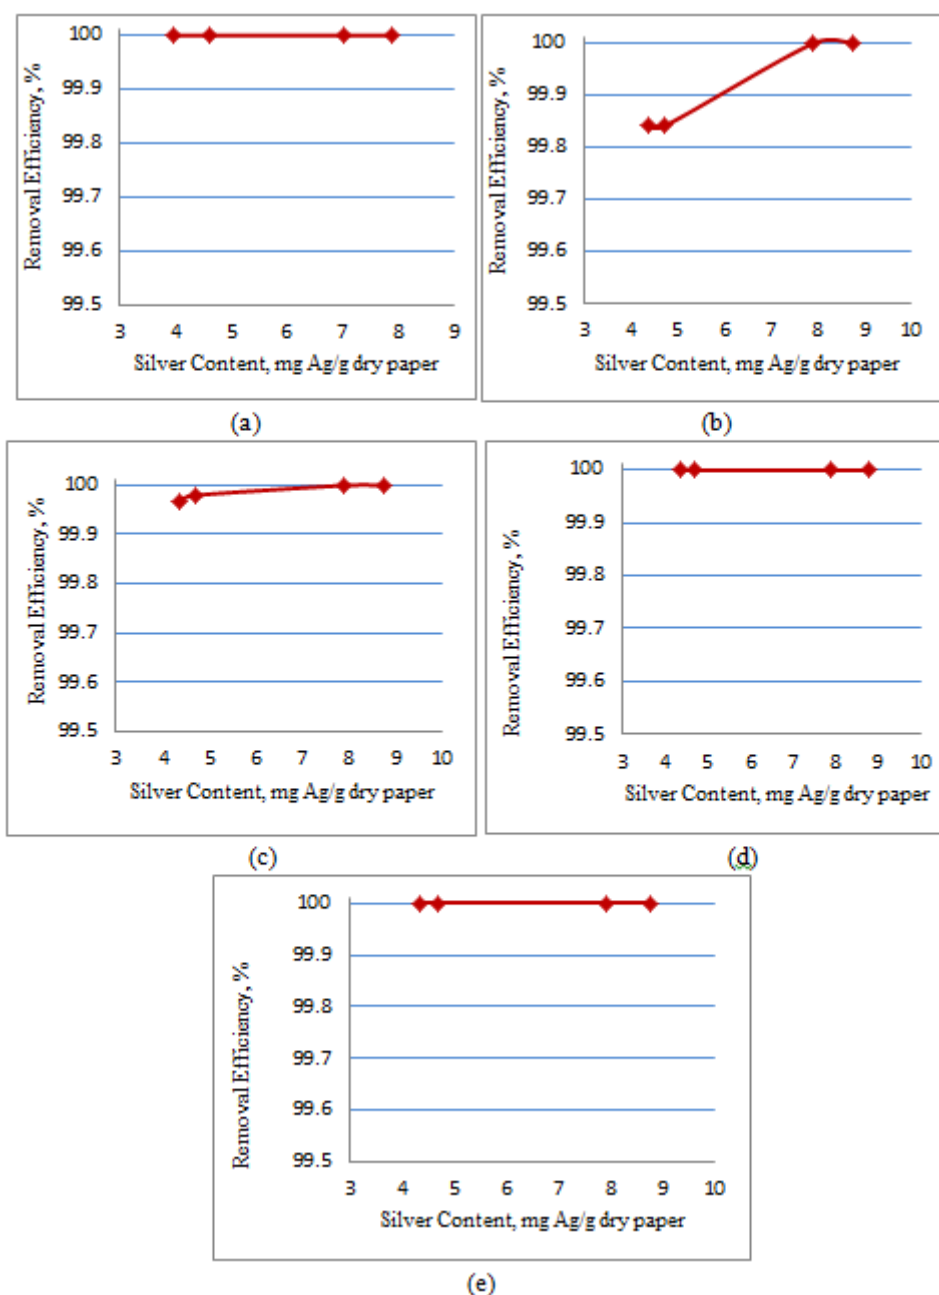 100
99.9
99.8
99.7
99.6
99.5
3 4 5 6 7 8 9
Removal Efficiency, %
Silver Content, mg Ag/g dry paper
(a)
100
99.9
99.8
99.7
99.6
99.5
3 4 5 6 7 8 9 10
Removal Efficiency, %
Silver Content, mg Ag/g dry paper
(b)
100
99.9
99.8
99.7
99.6
99.5
3 4 5 6 7 8 9 10
Removal Efficiency, %
Silver Content, mg Ag/g dry paper
(c)
100
99.9
99.8
99.7
99.6
99.5
3 4 5 6 7 8 9 10
Removal Efficiency, %
Silver Content, mg Ag/g dry paper
(d)
100
99.9
99.8
99.7
99.6
99.5
3 4 5 6 7 8 9 10
Removal Efficiency, %
Silver Content, mg Ag/g dry paper
(e)